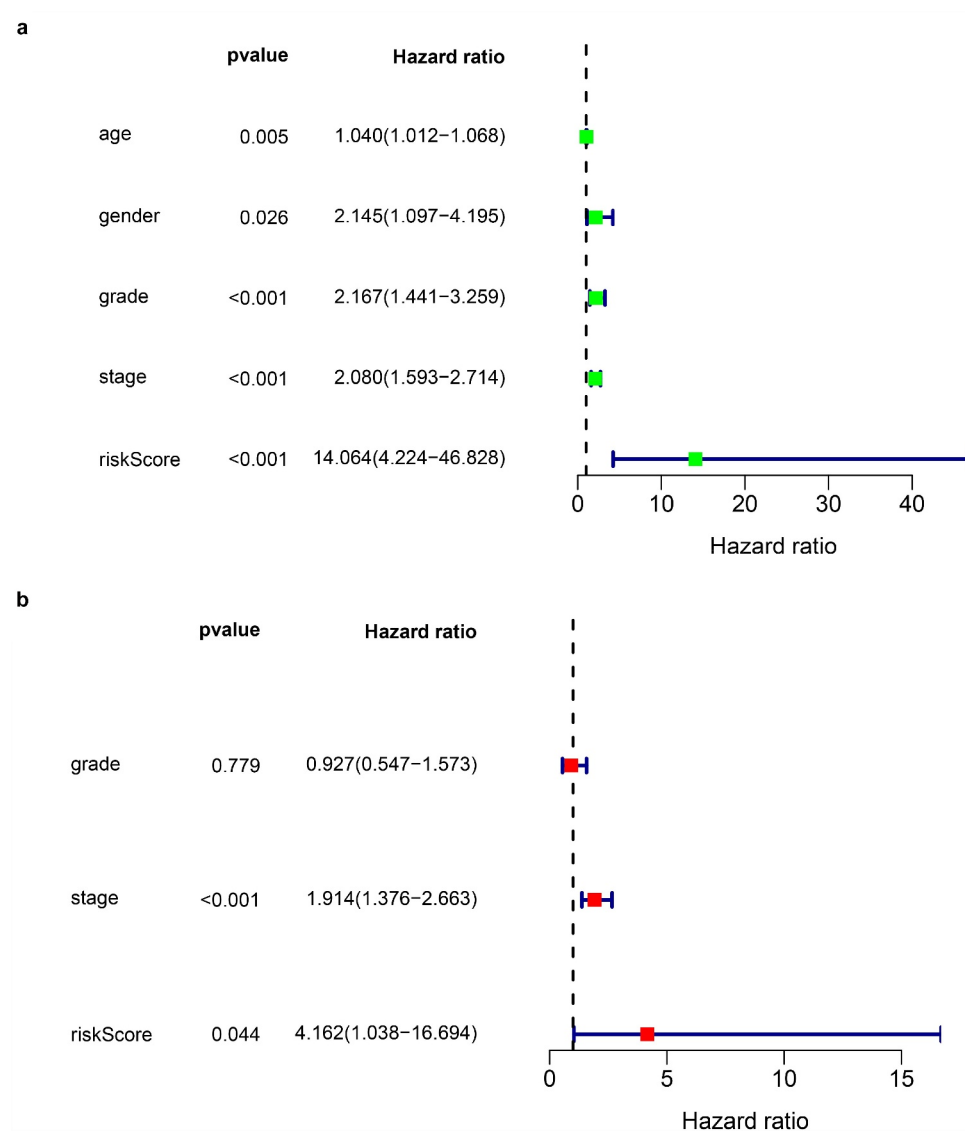 a
pvalue Hazard ratio
age 0.005 1.040(1.012−1.068)
gender 0.026 2.145(1.097−4.195)
grade <0.001 2.167(1.441−3.259)
stage <0.001 2.080(1.593−2.714)
riskScore <0.001 14.064(4.224−46.828)
0 10 20 30 40
Hazard ratio
b
pvalue Hazard ratio
grade 0.779 0.927(0.547−1.573)
stage <0.001 1.914(1.376−2.663)
riskScore 0.044 4.162(1.038−16.694)
0 5 10 15
Hazard ratio